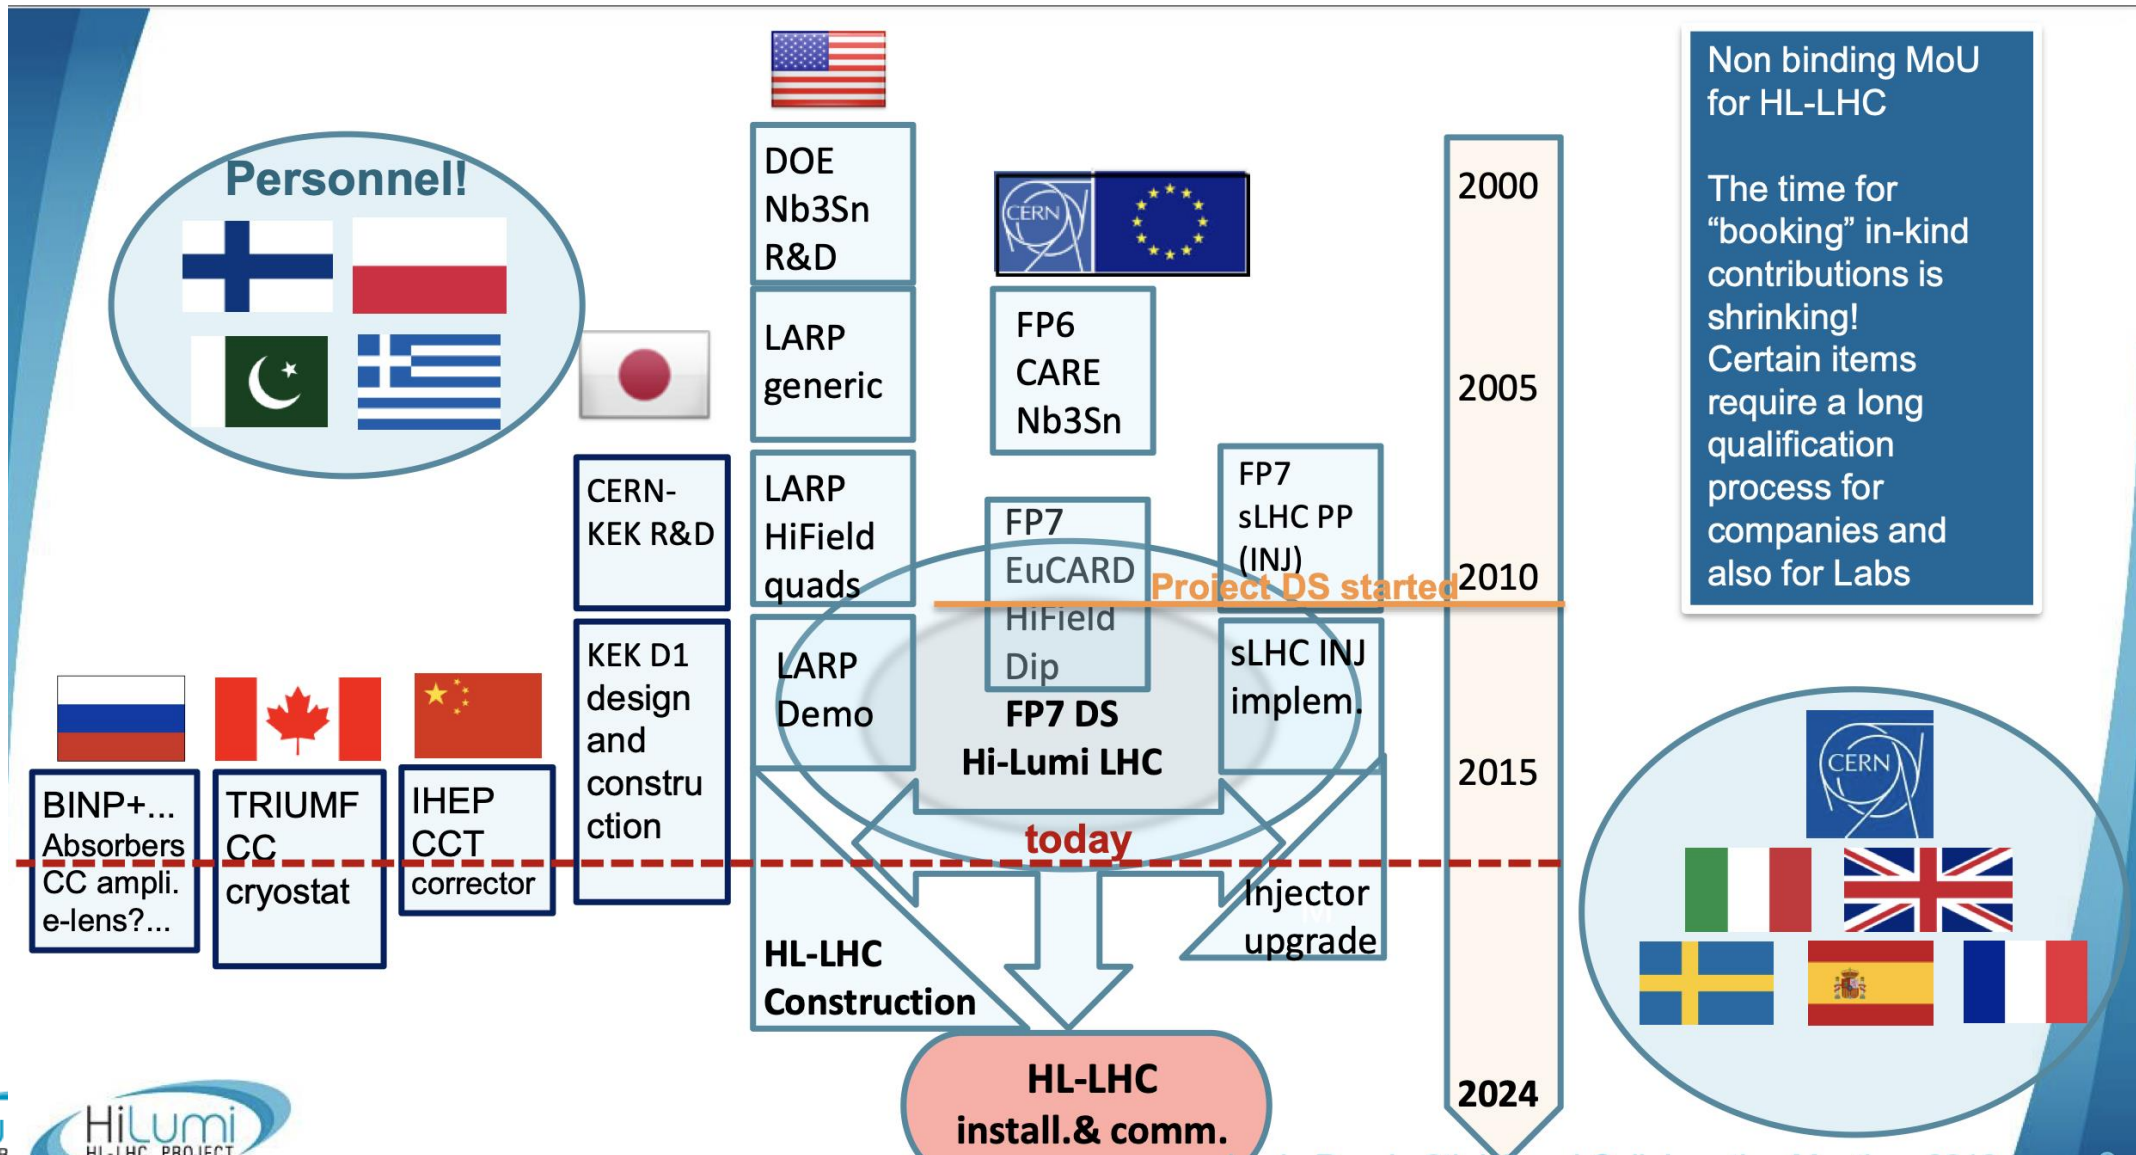 Personnel!
DOE
Nb3Sn
R&D
LARP
generic
LARP
HiField
quads
LARP
Demo
HL-LHC
Construction
CERN
FP6
CARE
Nb3Sn
FP7
EuCARD
HiField
Dip
FP7 DS
Hi-Lumi LHC
today
FP7
sLHC PP
(INJ)
Project DS started
sLHC INJ
implem.
Injector
upgrade
CERN-
KEK R&D
KEK D1
design
and
constru
ction
BINP+...
Absorbers
CC ampli.
e-lens?...
TRIUMF
CC
cryostat
IHEP
CCT
corrector
HL-LHC
install.& comm.
2000
2005
2010
2015
2024
Non binding MoU
for HL-LHC
The time for
“booking” in-kind
contributions is
shrinking!
Certain items
require a long
qualification
process for
companies and
also for Labs
CERN
HiLumi
HL-LHC PROJECT